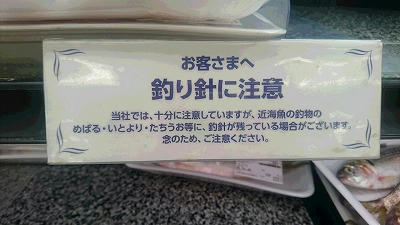 お客さまへ
釣り針に注意
当社では、十分に注意していますが、近海魚の釣物の
めばる・いとより・たちうお等に、釣針が残っている場合がございます。
念のため、ご注意ください。